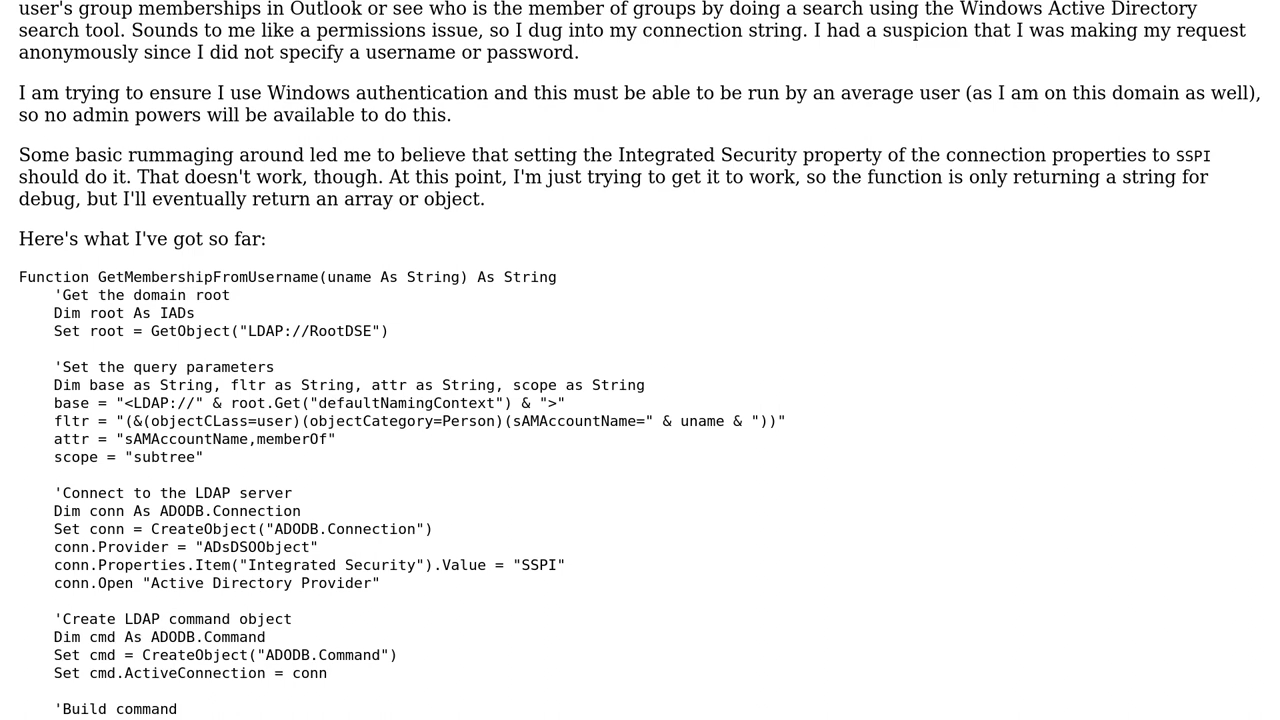 user's group memberships in Outlook or see who is the member of groups by doing a search using the Windows Active Directory
search tool. Sounds to me like a permissions issue, so I dug into my connection string. I had a suspicion that I was making my request
anonymously since I did not specify a username or password.
I am trying to ensure I use Windows authentication and this must be able to be run by an average user (as I am on this domain as well),
so no admin powers will be available to do this.
Some basic rummaging around led me to believe that setting the Integrated Security property of the connection properties to SSPI
should do it. That doesn't work, though. At this point, I'm just trying to get it to work, so the function is only returning a string for
debug, but I'll eventually return an array or object.
Here's what I've got so far:
Function GetMembershipFromUsername(uname As String) As String
    'Get the domain root
    Dim root As IADs
    Set root = GetObject("LDAP://RootDSE")
    'Set the query parameters
    Dim base as String, fltr as String, attr as String, scope as String
    base = "<LDAP://" & root.Get("defaultNamingContext") & ">"
    fltr = "(&(objectCLass=user)(objectCategory=Person)(sAMAccountName=" & uname & "))"
    attr = "sAMAccountName,memberOf"
    scope = "subtree"
    'Connect to the LDAP server
    Dim conn As ADODB.Connection
    Set conn = CreateObject("ADODB.Connection")
    conn.Provider = "ADsDSOObject"
    conn.Properties.Item("Integrated Security").Value = "SSPI"
    conn.Open "Active Directory Provider"
    'Create LDAP command object
    Dim cmd As ADODB.Command
    Set cmd = CreateObject("ADODB.Command")
    Set cmd.ActiveConnection = conn
    'Build command